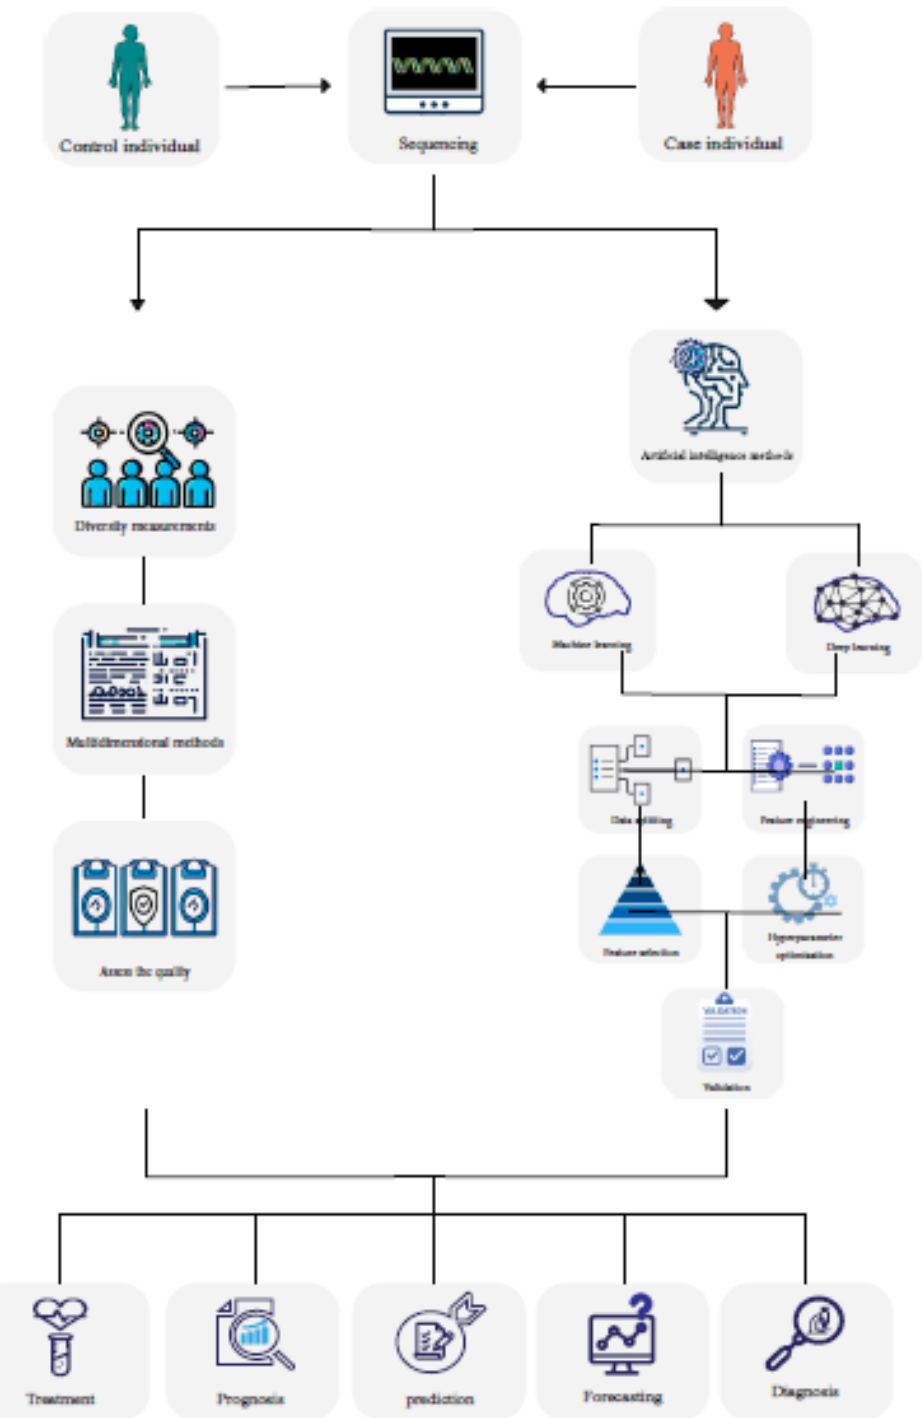 Control individual
Sequencing
Case individual
Artificial intelligence methods
Diversity measurements
Machine learning
Deep learning
Multidimensional methods
Data splitting
Feature engineering
Feature selection
Hyperparameter
optimization
Assess the quality
VALIDATION
Validation
Treatment
Prognosis
prediction
Forecasting
Diagnosis